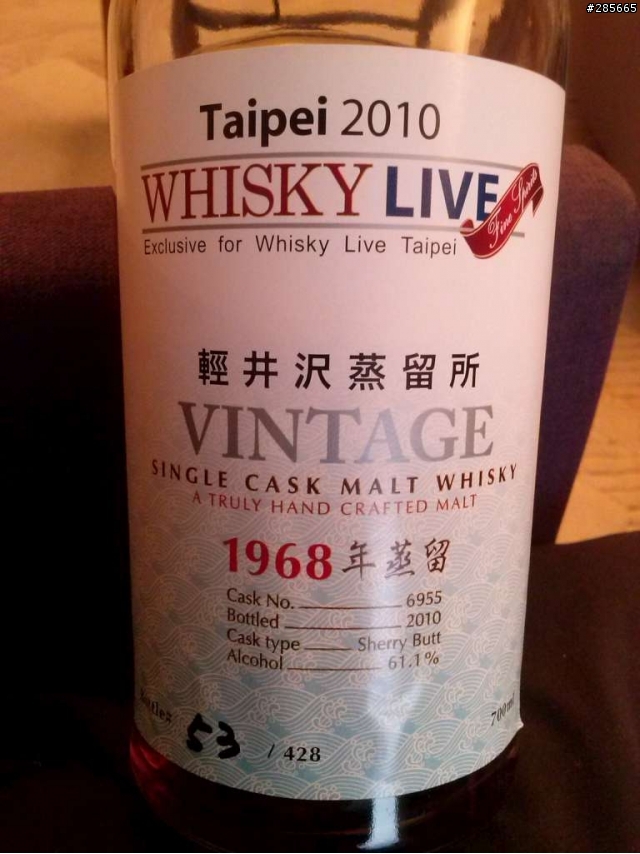 #285665
Taipei 2010
WHISKY LIVE
Fine Spirits
Exclusive for Whisky Live Taipei
輕井沢蒸留所
VINTAGE
SINGLE CASK MALT WHISKY
A TRULY HAND CRAFTED MALT
1968年蒸留
Cask No. 6955
Bottled 2010
Cask type Sherry Butt
Alcohol 61.1%
Bottle# 53 / 428
700ml